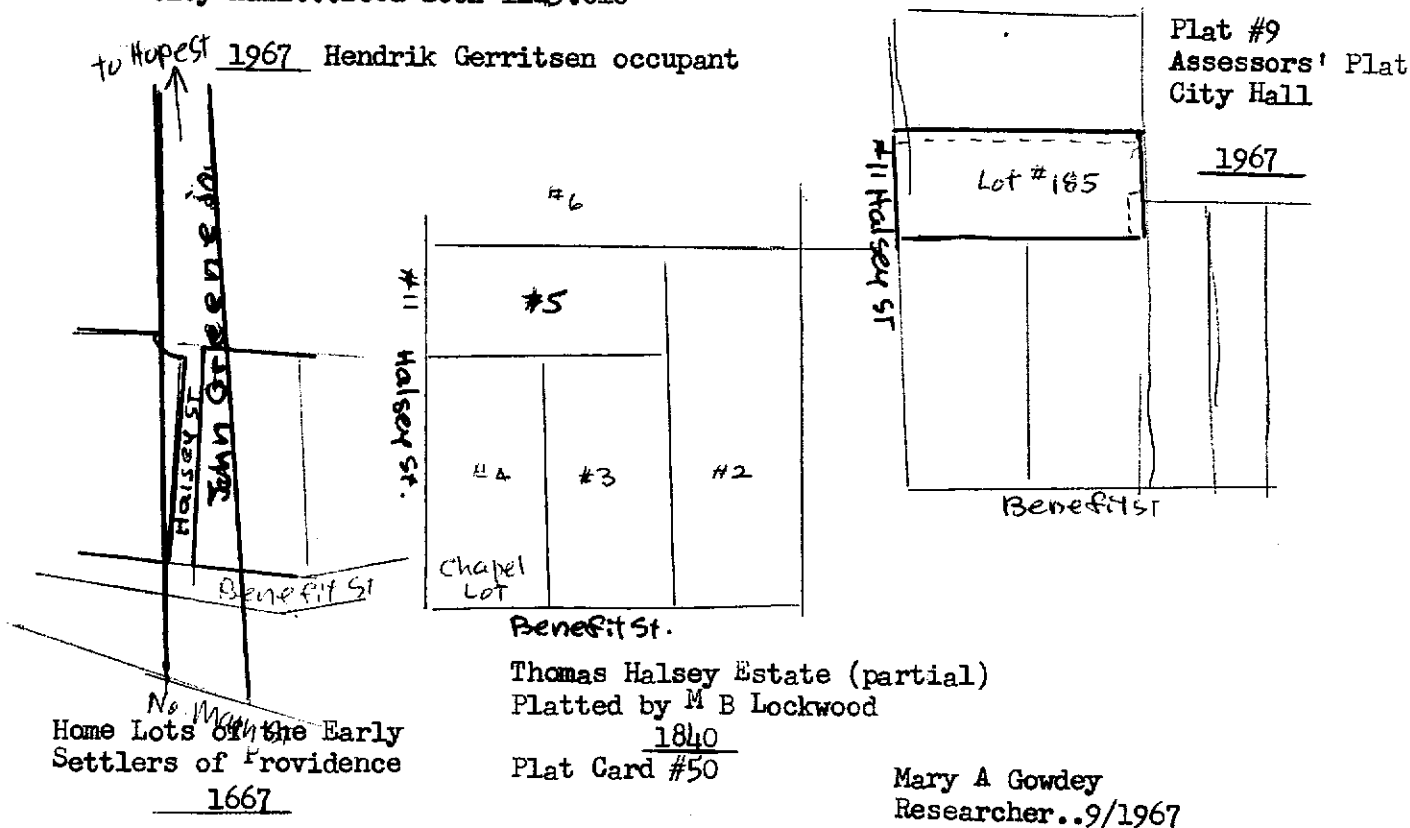 to Hope St
1967 Hendrik Gerritsen occupant
John Greene jr.
Halsey ST
Benefit St
No. Main St
Home Lots of the Early
Settlers of Providence
1667
#6
#11 Halsey St.
#5
#4
#3
#2
Chapel
Lot
Benefit St.
Thomas Halsey Estate (partial)
Platted by M B Lockwood
1840
Plat Card #50
Plat #9
Assessors' Plat
City Hall
1967
#11 Halsey ST
Lot #185
Benefit ST
Mary A Gowdey
Researcher..9/1967